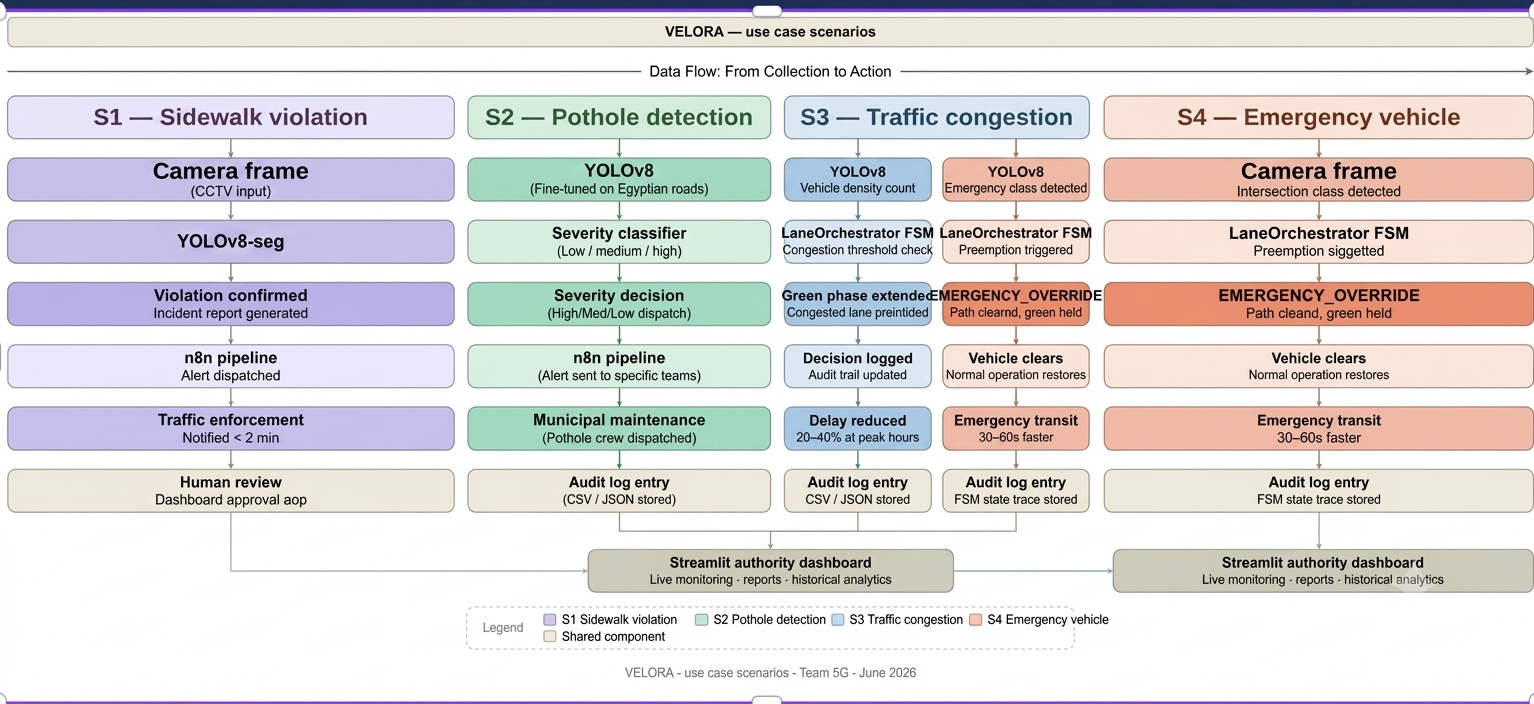 VELORA — use case scenarios
Data Flow: From Collection to Action
S1 — Sidewalk violation
Camera frame
(CCTV input)
YOLOv8-seg
Violation confirmed
Incident report generated
n8n pipeline
Alert dispatched
Traffic enforcement
Notified < 2 min
Human review
Dashboard approval aop
S2 — Pothole detection
YOLOv8
(Fine-tuned on Egyptian roads)
Severity classifier
(Low / medium / high)
Severity decision
(High/Med/Low dispatch)
n8n pipeline
(Alert sent to specific teams)
Municipal maintenance
(Pothole crew dispatched)
Audit log entry
(CSV / JSON stored)
S3 — Traffic congestion
YOLOv8
Vehicle density count
LaneOrchestrator FSM
Congestion threshold check
Green phase extended
Congested lane preintided
Decision logged
Audit trail updated
Delay reduced
20–40% at peak hours
Audit log entry
CSV / JSON stored
YOLOv8
Emergency class detected
LaneOrchestrator FSM
Preemption triggered
EMERGENCY_OVERRIDE
Path clearnd, green held
Vehicle clears
Normal operation restores
Emergency transit
30–60s faster
Audit log entry
FSM state trace stored
S4 — Emergency vehicle
Camera frame
Intersection class detected
LaneOrchestrator FSM
Preemption siggetted
EMERGENCY_OVERRIDE
Path cleand, green held
Vehicle clears
Normal operation restores
Emergency transit
30–60s faster
Audit log entry
FSM state trace stored
Streamlit authority dashboard
Live monitoring · reports · historical analytics
Streamlit authority dashboard
Live monitoring · reports · historical analytics
Legend
S1 Sidewalk violation
S2 Pothole detection
S3 Traffic congestion
S4 Emergency vehicle
Shared component
VELORA - use case scenarios - Team 5G - June 2026